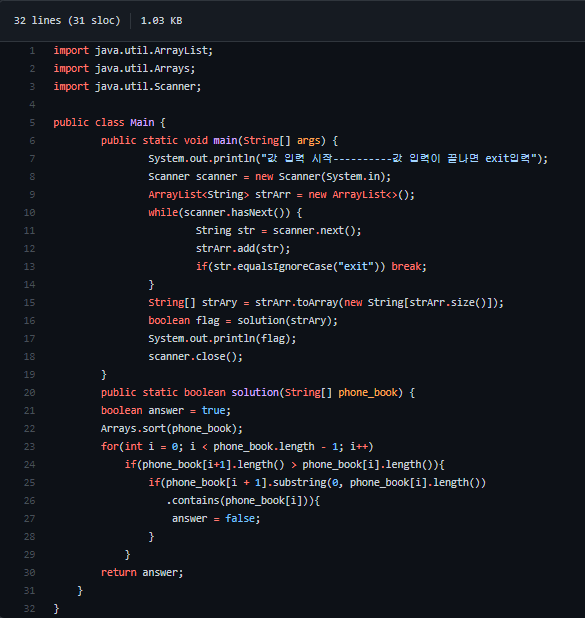 32 lines (31 sloc) 1.03 KB
1 import java.util.ArrayList;
2 import java.util.Arrays;
3 import java.util.Scanner;
4
5 public class Main {
6 public static void main(String[] args) {
7 System.out.println("값 입력 시작----------값 입력이 끝나면 exit입력");
8 Scanner scanner = new Scanner(System.in);
9 ArrayList<String> strArr = new ArrayList<>();
10 while(scanner.hasNext()) {
11 String str = scanner.next();
12 strArr.add(str);
13 if(str.equalsIgnoreCase("exit")) break;
14 }
15 String[] strAry = strArr.toArray(new String[strArr.size()]);
16 boolean flag = solution(strAry);
17 System.out.println(flag);
18 scanner.close();
19 }
20 public static boolean solution(String[] phone_book) {
21 boolean answer = true;
22 Arrays.sort(phone_book);
23 for(int i = 0; i < phone_book.length - 1; i++)
24 if(phone_book[i+1].length() > phone_book[i].length()){
25 if(phone_book[i + 1].substring(0, phone_book[i].length())
26 .contains(phone_book[i])){
27 answer = false;
28 }
29 }
30 return answer;
31 }
32 }